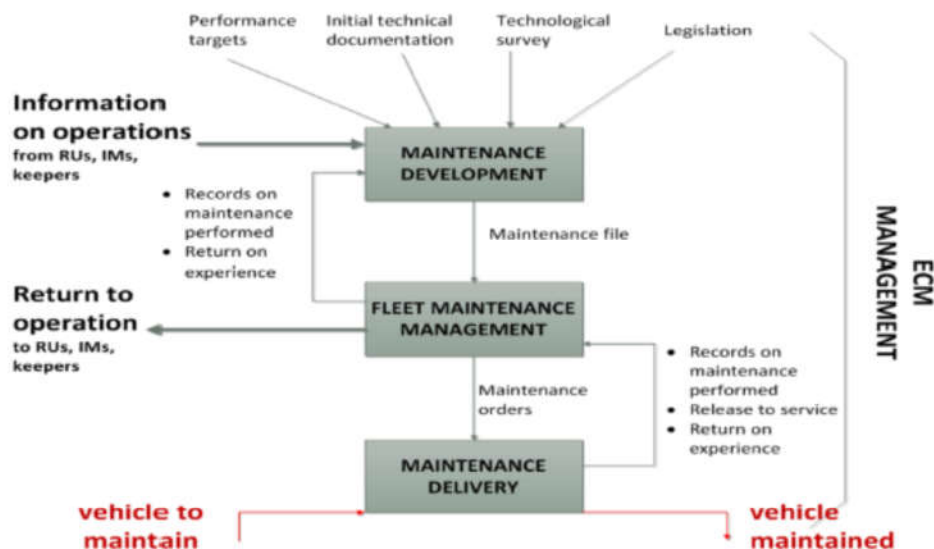 Performance
targets
Initial technical
documentation
Technological
survey
Legislation
Information
on operations
from RUs, IMs,
keepers
MAINTENANCE
DEVELOPMENT
• Records on
maintenance
performed
• Return on
experience
Maintenance file
Return to
operation
to RUs, IMs,
keepers
FLEET MAINTENANCE
MANAGEMENT
• Records on
maintenance
performed
• Release to service
• Return on
experience
Maintenance
orders
MAINTENANCE
DELIVERY
vehicle to
maintain
vehicle
maintained
ECM
MANAGEMENT